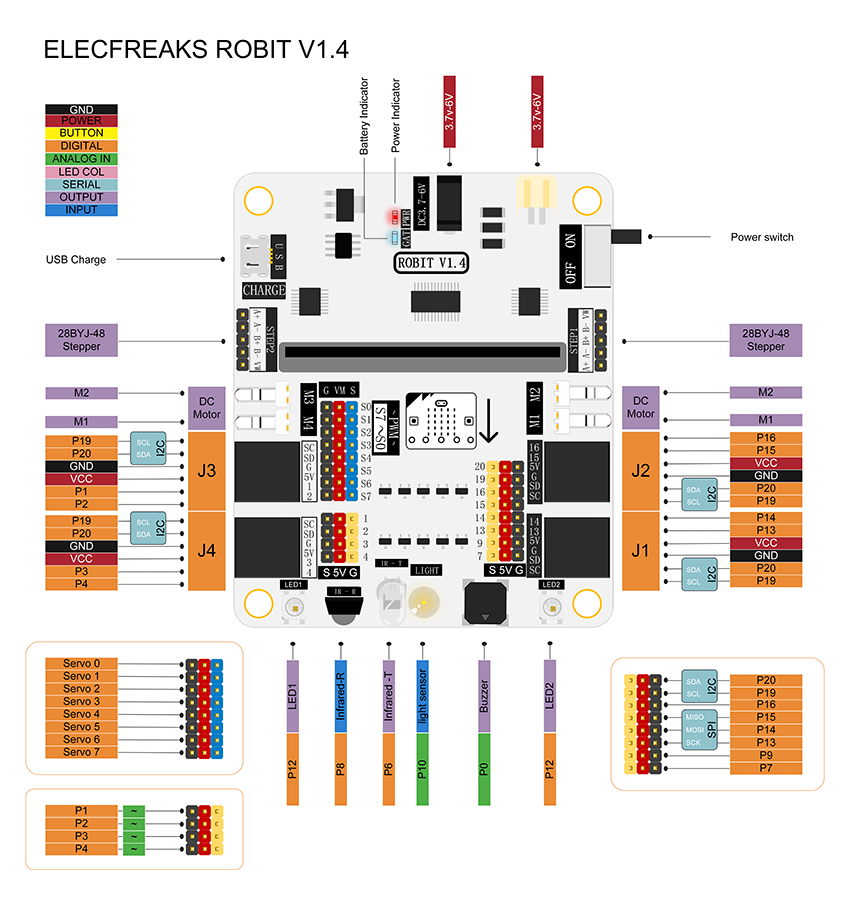 ELECFREAKS ROBIT V1.4
GND
POWER
BUTTON
DIGITAL
ANALOG IN
LED COL
SERIAL
OUTPUT
INPUT
Battery Indicator
Power Indicator
3.7v-6V
3.7v-6V
USB Charge
Power switch
USB
CHARGE
GATIPWR
DC3.7-6V
ROBIT V1.4
ON
OFF
28BYJ-48
Stepper
A+ A- B+ B- VW
STEP2
STEP1
A+ A- B+ B- VW
28BYJ-48
Stepper
M2
M1
DC
Motor
M3
M4
G VM S
S0
S1
S2
S3
S4
S5
S6
S7
~PWM~
S7~S0
M2
M1
DC
Motor
M2
M1
P19
P20
GND
VCC
P1
P2
SCL
SDA
I2C
J3
SC
SD
G
5V
1
2
P19
P20
GND
VCC
P3
P4
SCL
SDA
I2C
J4
SC
SD
G
5V
3
4
1
2
3
4
S 5V G
20
19
16
15
14
13
9
7
S 5V G
16
15
5V
G
SD
SC
14
13
5V
G
SD
SC
J2
P16
P15
VCC
GND
P20
P19
SDA
SCL
I2C
J1
P14
P13
VCC
GND
P20
P19
SDA
SCL
I2C
LED1
IR-R
IR-T
LIGHT
LED2
LED1
P12
Infrared-R
P8
Infrared -T
P6
light sensor
P10
Buzzer
P0
LED2
P12
Servo 0
Servo 1
Servo 2
Servo 3
Servo 4
Servo 5
Servo 6
Servo 7
P1 ~
P2 ~
P3 ~
P4 ~
SDA
SCL
I2C
MISO
MOSI
SCK
SPI
P20
P19
P16
P15
P14
P13
P9
P7